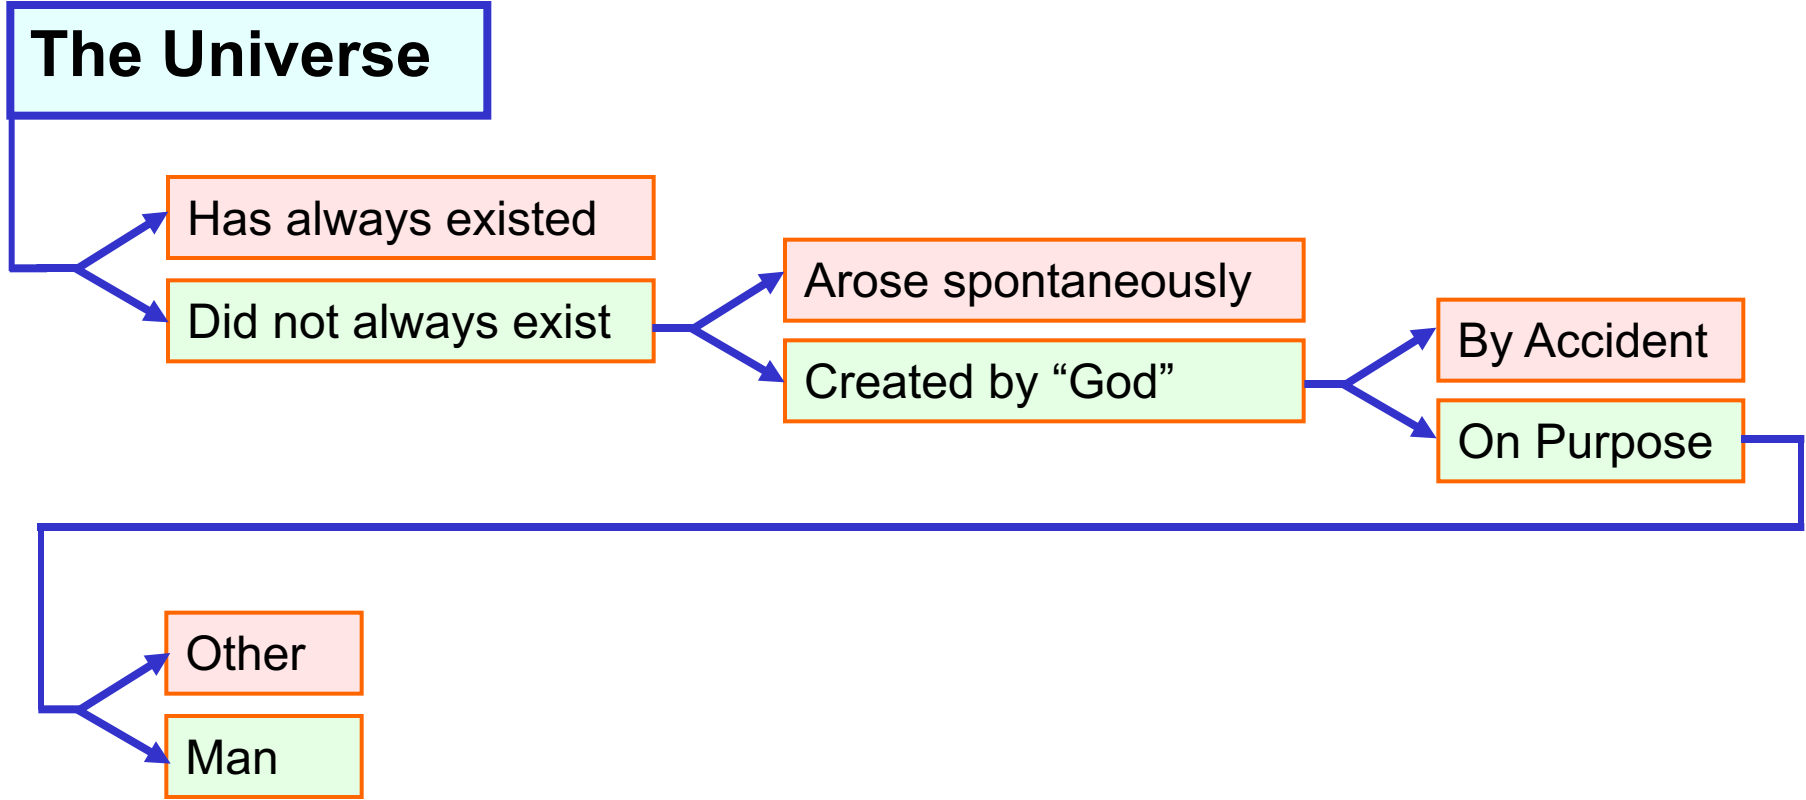 The Universe
Has always existed
Did not always exist
Arose spontaneously
Created by “God”
By Accident
On Purpose
Other
Man